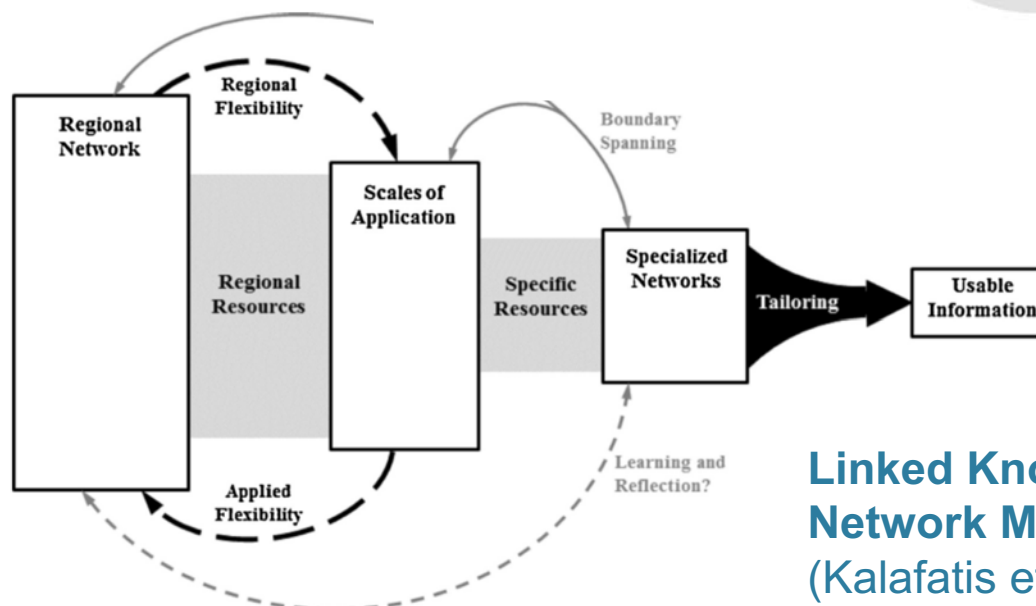 Regional
Flexibility
Regional
Network
Boundary
Spanning
Scales of
Application
Specialized
Networks
Regional
Resources
Specific
Resources
Tailoring
Usable
Information
Learning and
Reflection?
Applied
Flexibility
Linked Kno
Network M
(Kalafatis e